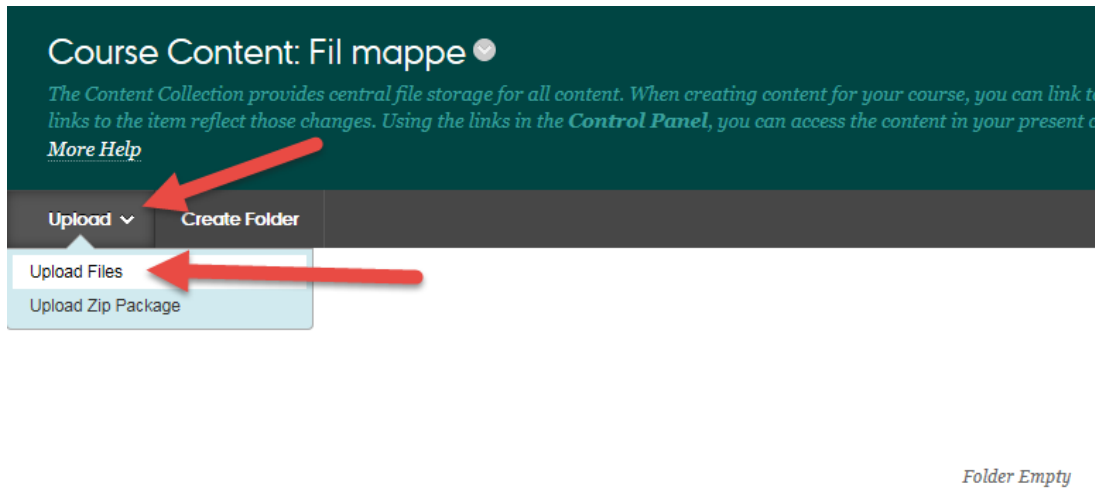 Course Content: Fil mappe
The Content Collection provides central file storage for all content. When creating content for your course, you can link
links to the item reflect those changes. Using the links in the Control Panel, you can access the content in your present
More Help
Upload Create Folder
Upload Files
Upload Zip Package
Folder Empty